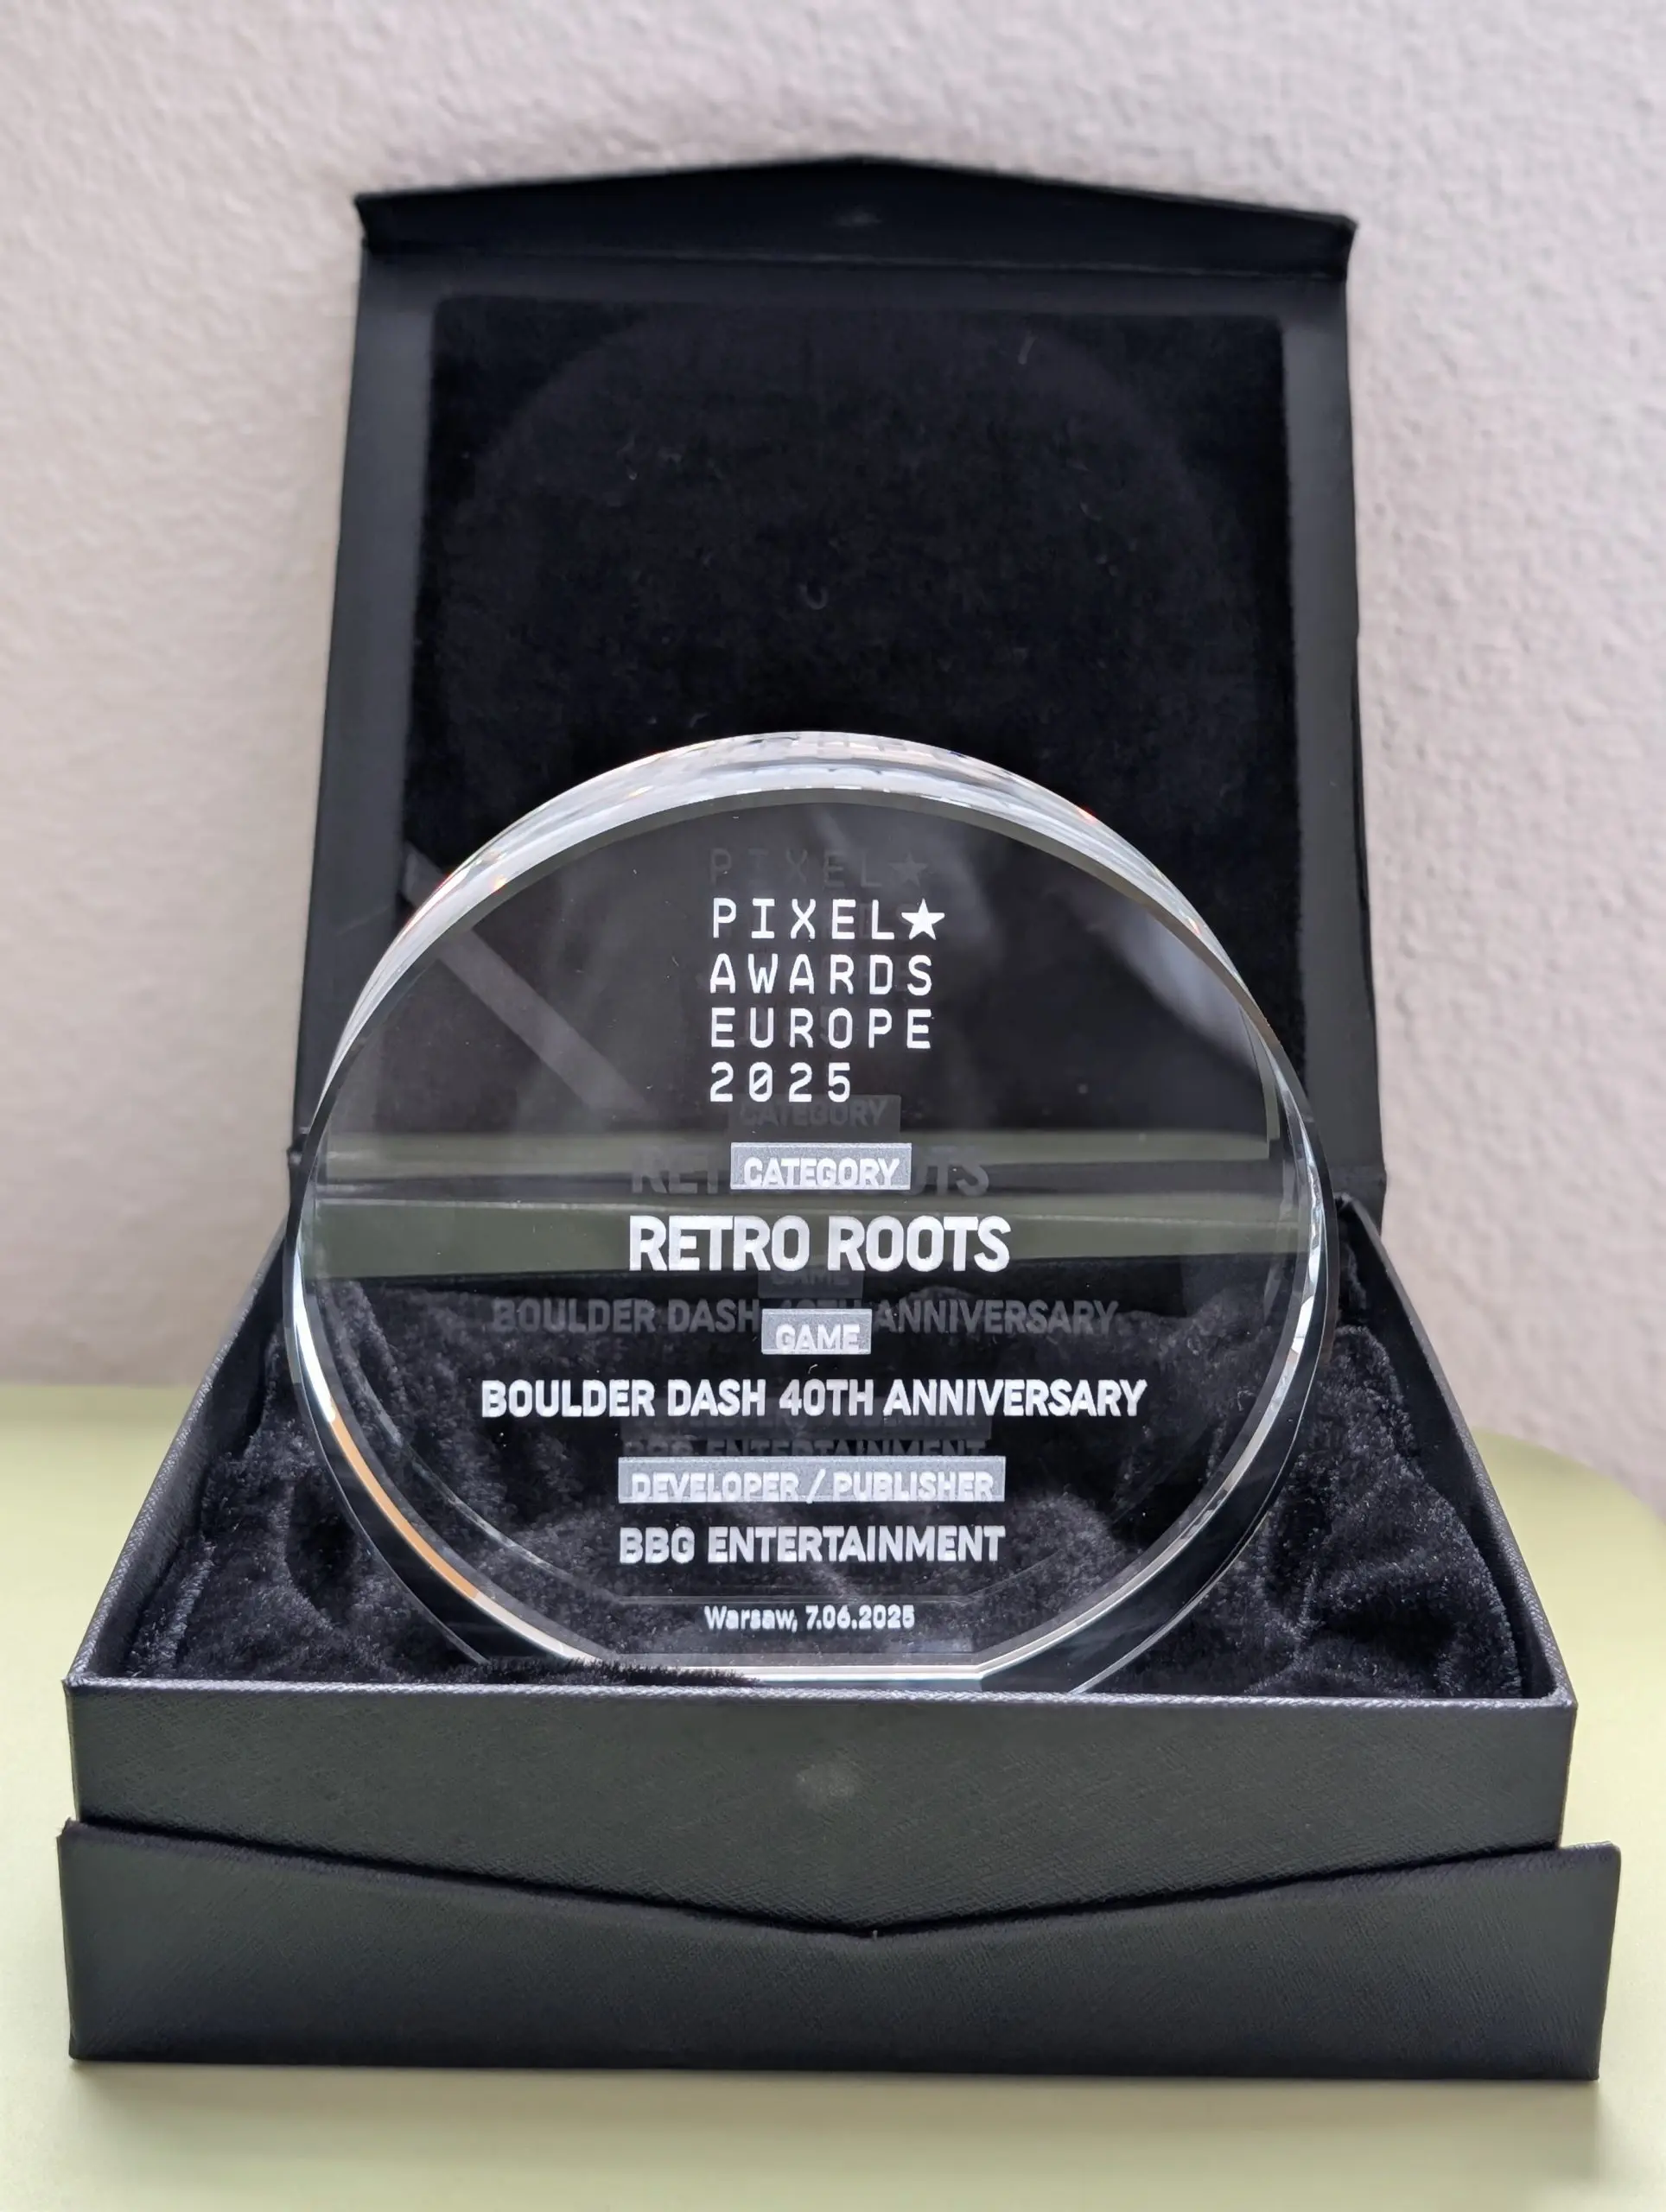 PIXEL★
AWARDS
EUROPE
2025
CATEGORY
RETRO ROOTS
GAME
BOULDER DASH 40TH ANNIVERSARY
DEVELOPER / PUBLISHER
BBG ENTERTAINMENT
Warsaw, 7.06.2025